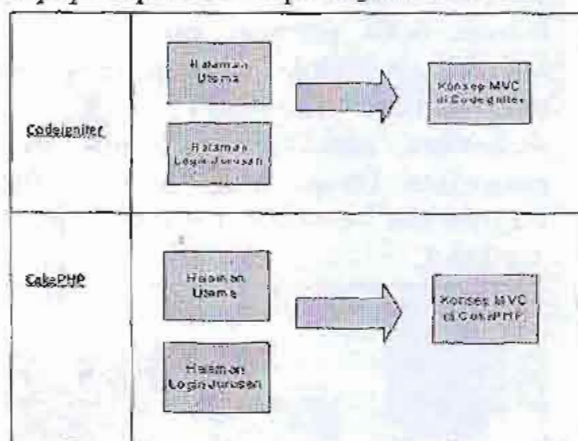 Halaman
Utama
Konsep MVC
di CodeIgniter
CodeIgniter
Halaman
Login Jurusan
CakePHP
Halaman
Utama
Konsep MVC
di CakePHP
Halaman
Login Jurusan